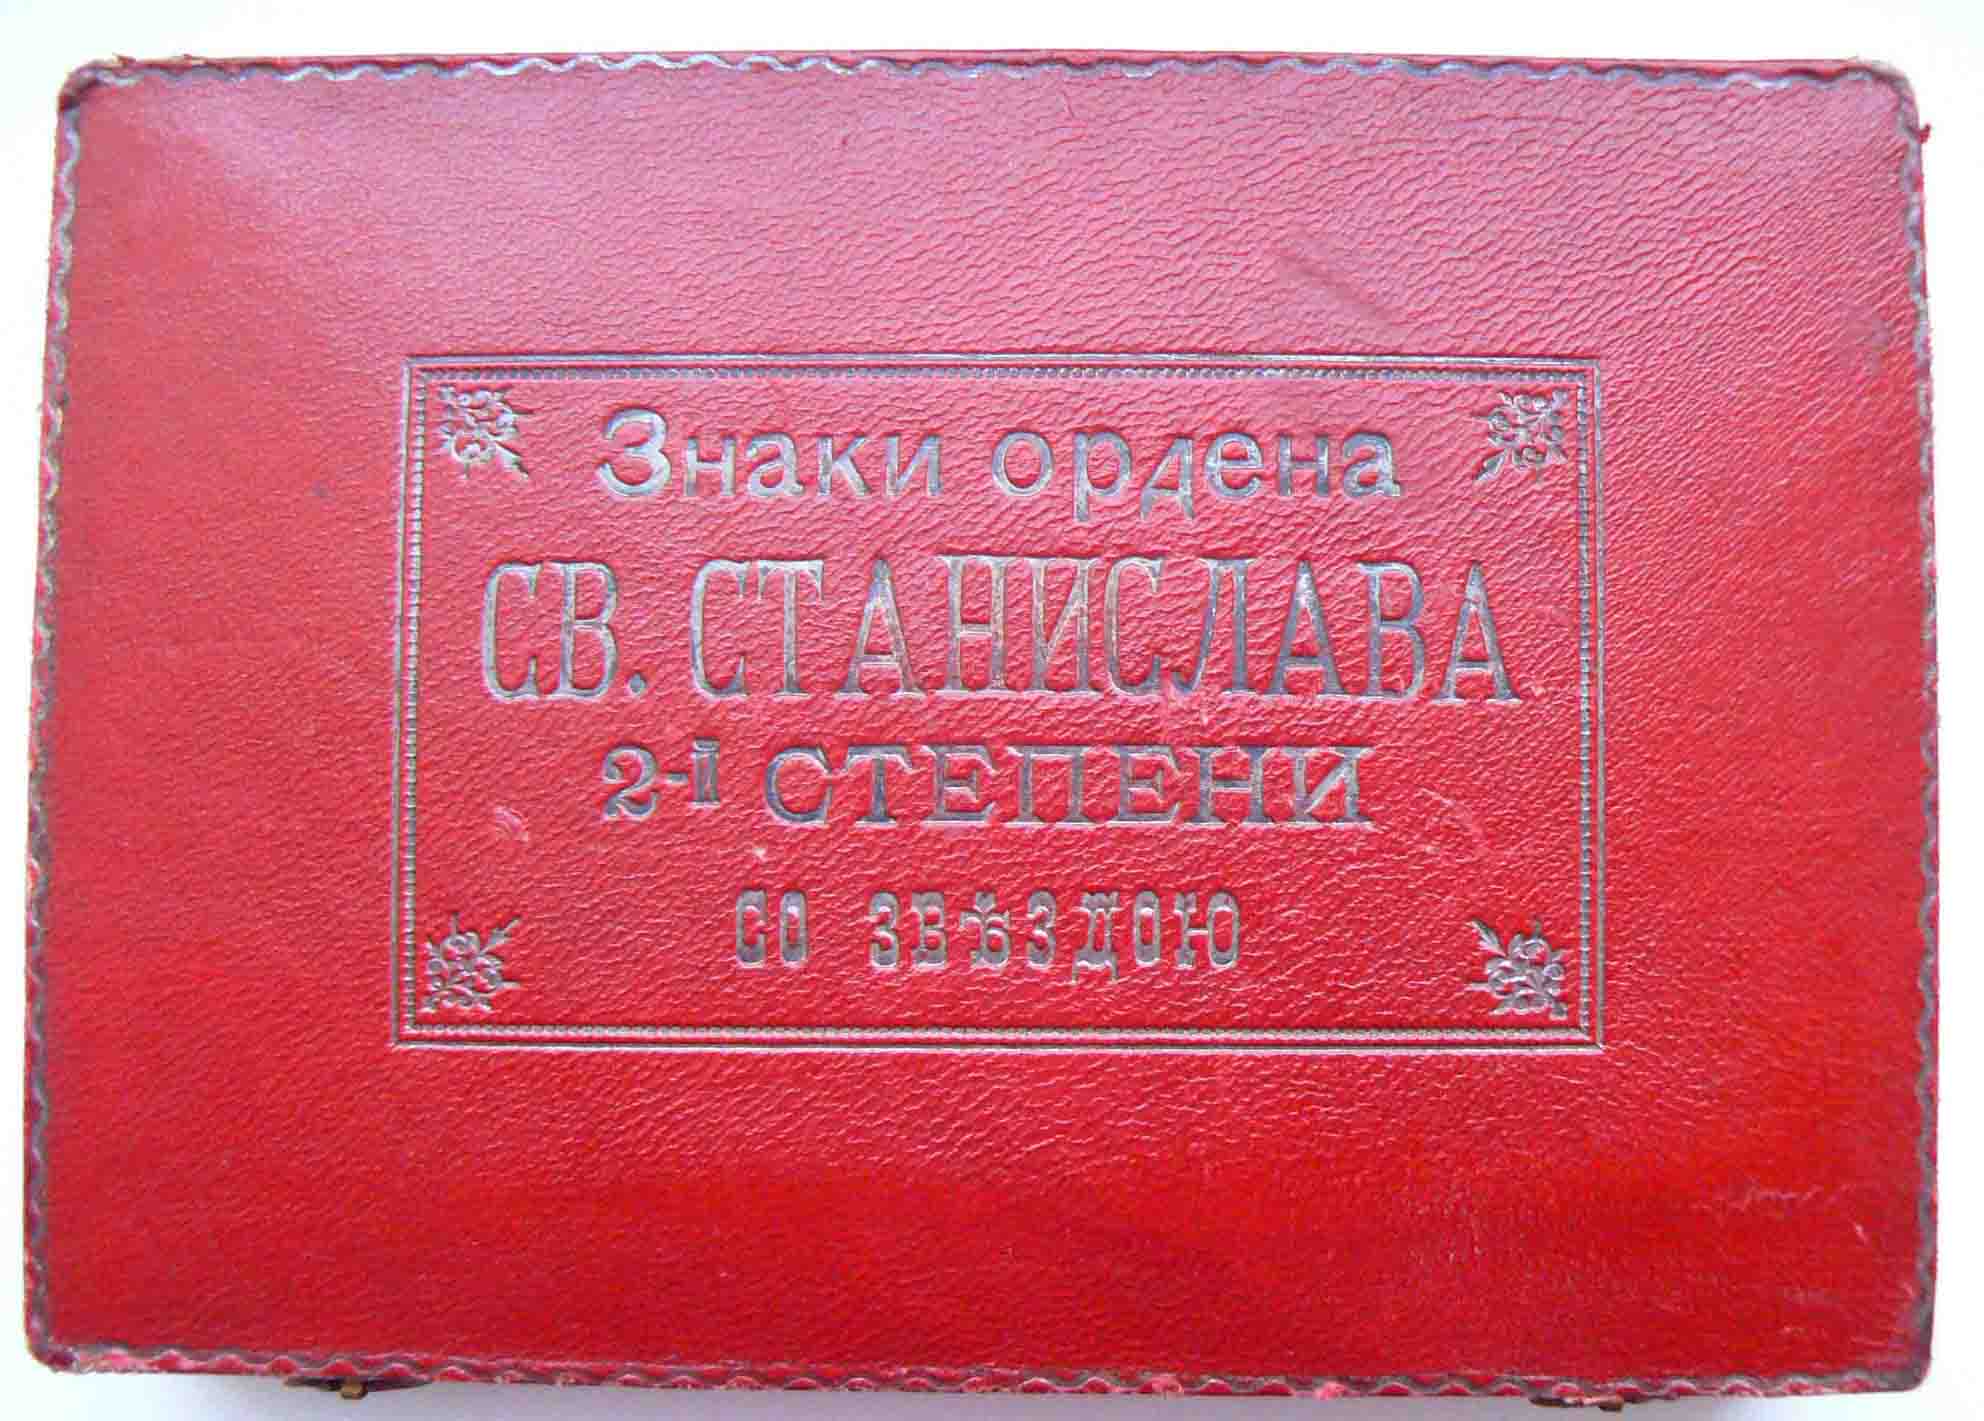 Знаки ордена
СВ. СТАНИСЛАВА
2-й СТЕПЕНИ
СО ЗВѢЗДОЮ